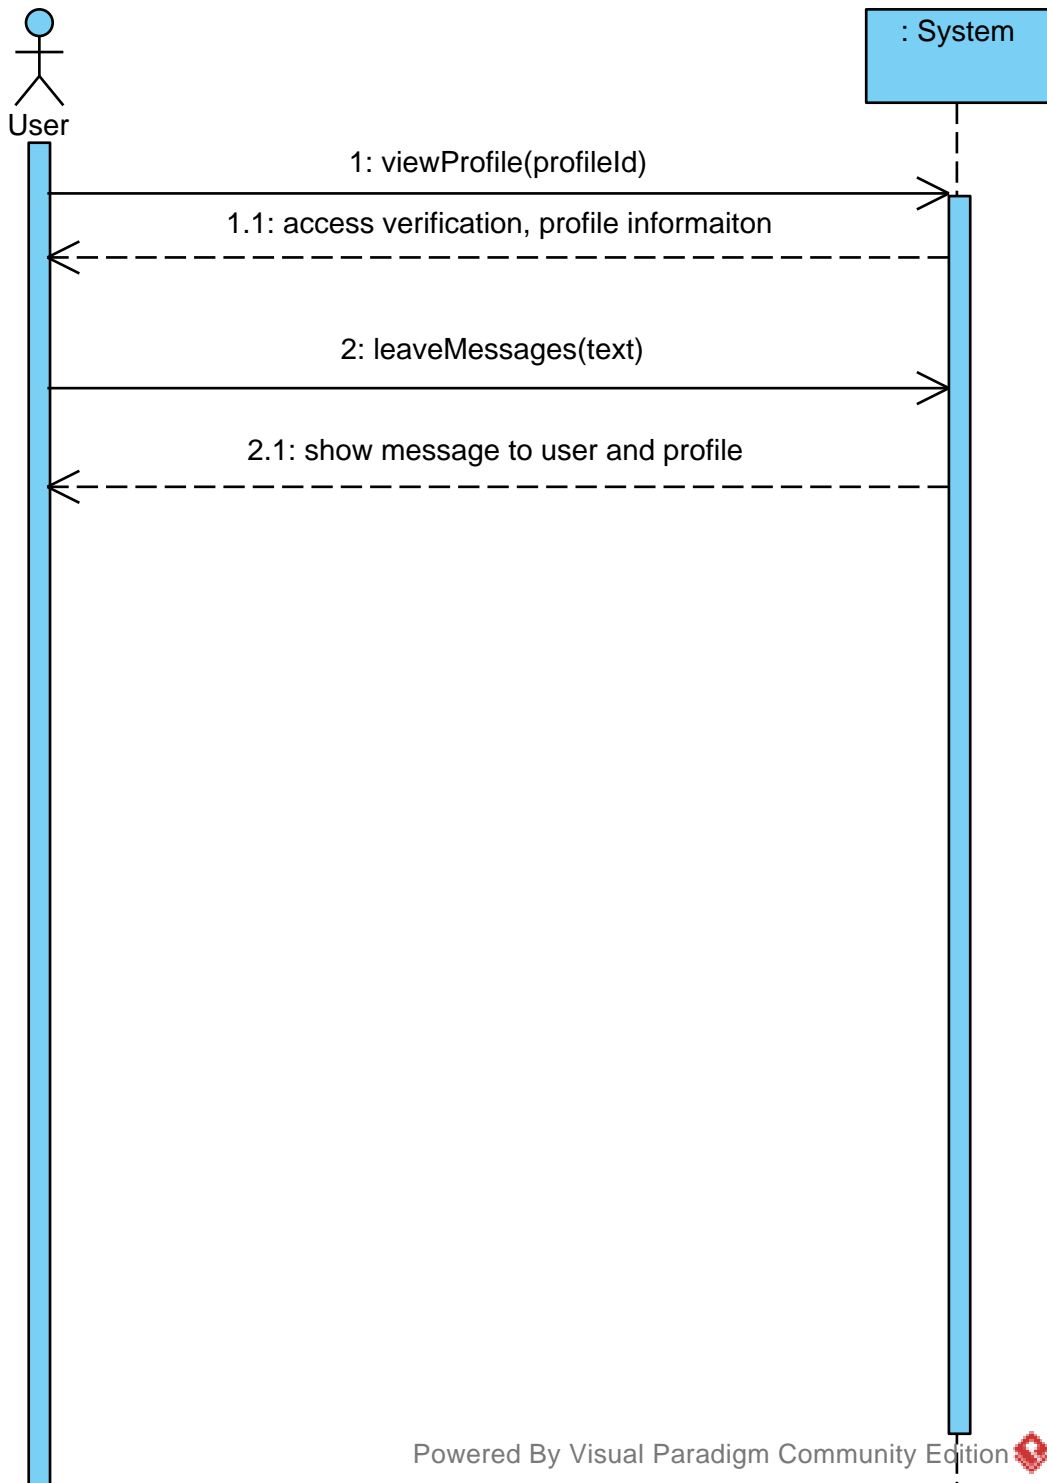 : System
User
1: viewProfile(profileId)
1.1: access verification, profile informaiton
2: leaveMessages(text)
2.1: show message to user and profile
Powered By Visual Paradigm Community Edition